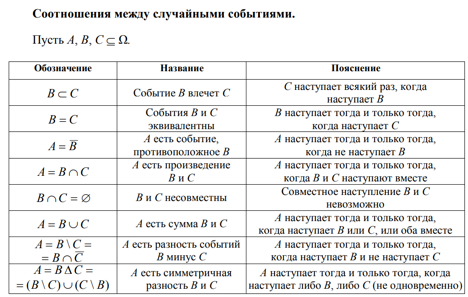 Соотношения между случайными событиями.
Пусть A, B, C ⊆ Ω.
Обозначение Название Пояснение
B ⊂ C Событие B влечет C C наступает всякий раз, когда
наступает B
B = C События B и C
эквивалентны B наступает тогда и только тогда,
когда наступает C
A = B̅ A есть событие,
противоположное B A наступает тогда и только тогда,
когда не наступает B
A = B ∩ C A есть произведение
B и C A наступает тогда и только тогда,
когда B и C наступают вместе
B ∩ C = ∅ B и C несовместны Совместное наступление B и C
невозможно
A = B ∪ C A есть сумма B и C A наступает тогда и только тогда,
когда наступает B или C, или оба вместе
A = B \ C =
= B ∩ C̅ A есть разность событий
B минус C A наступает тогда и только тогда,
когда наступает B и не наступает C
A = B Δ C =
= (B \ C) ∪ (C \ B) A есть симметричная
разность B и C A наступает тогда и только тогда, когда
наступает либо B, либо C (не одновременно)